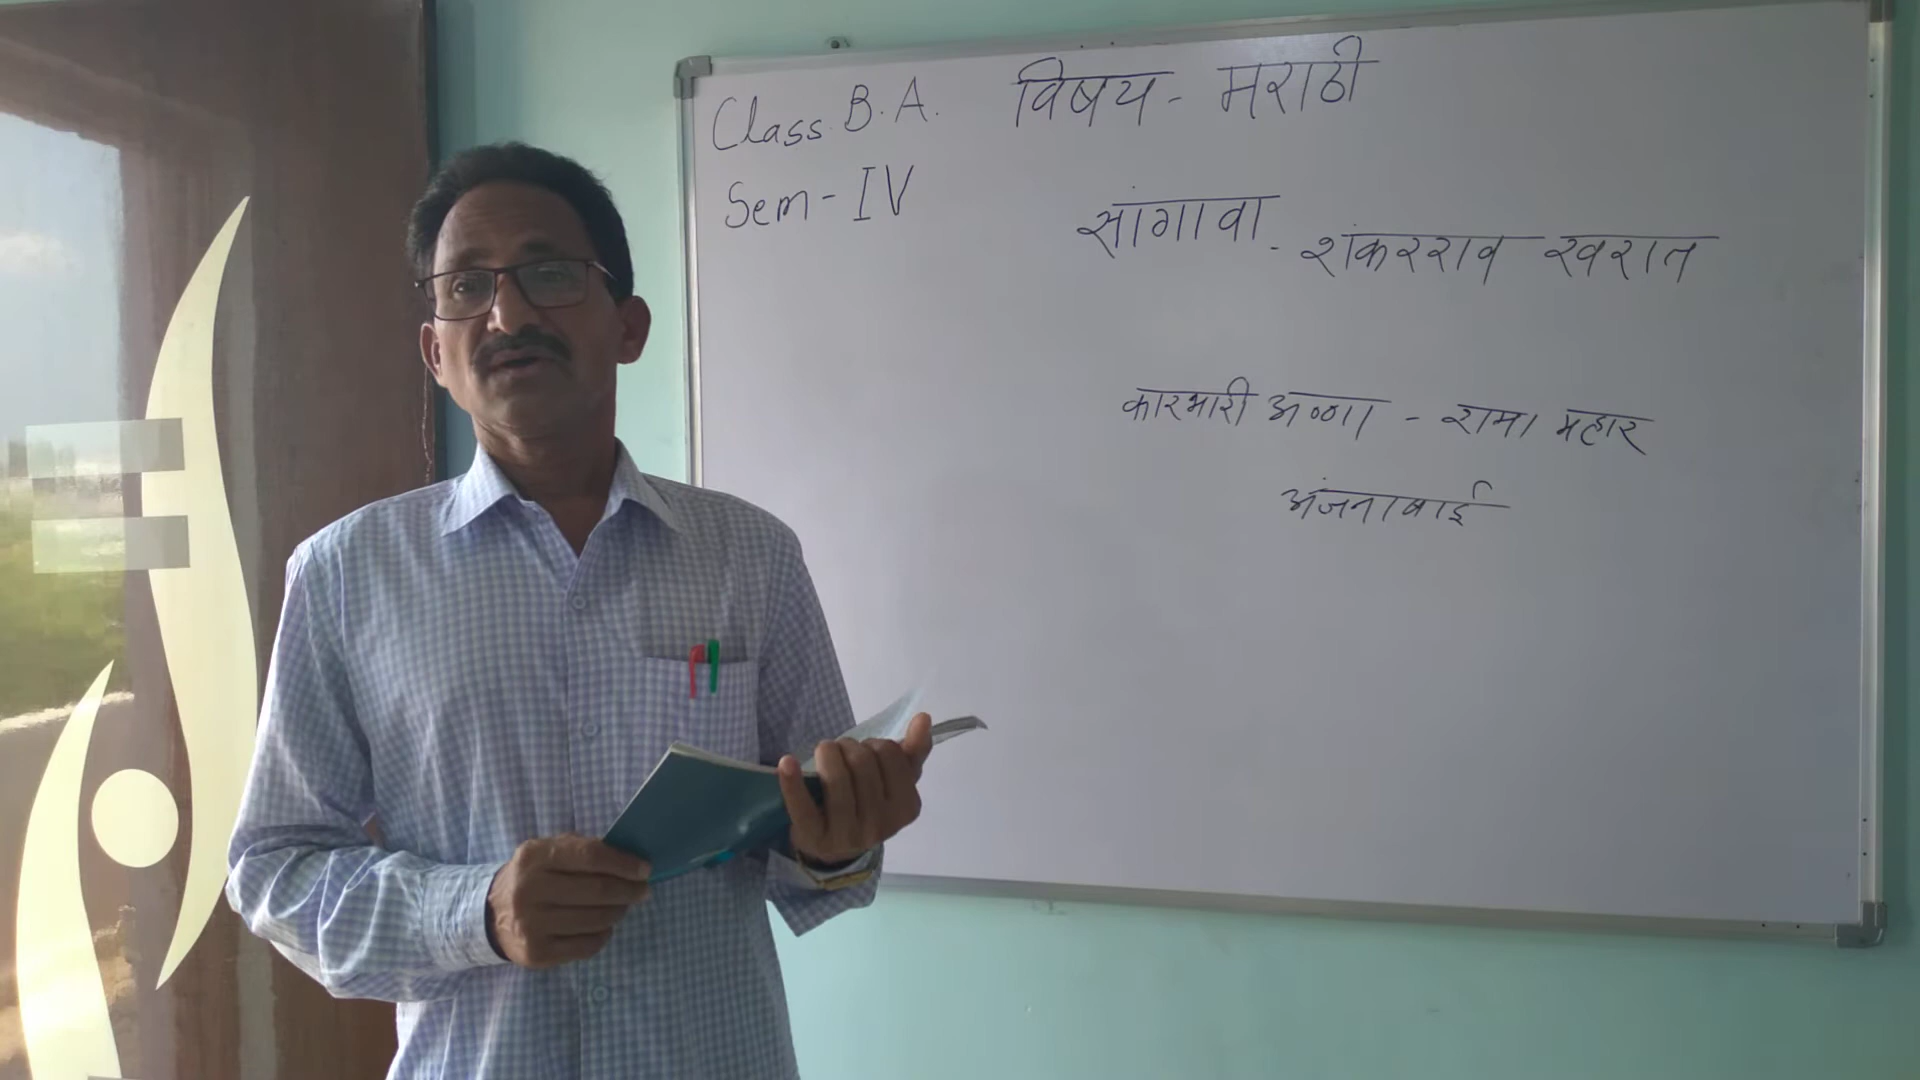 Class B.A. विषय - मराठी
Sem - IV
सांगावा - शंकरराव खरात
कारभारी अण्णा - रामा महार
अंजनाबाई